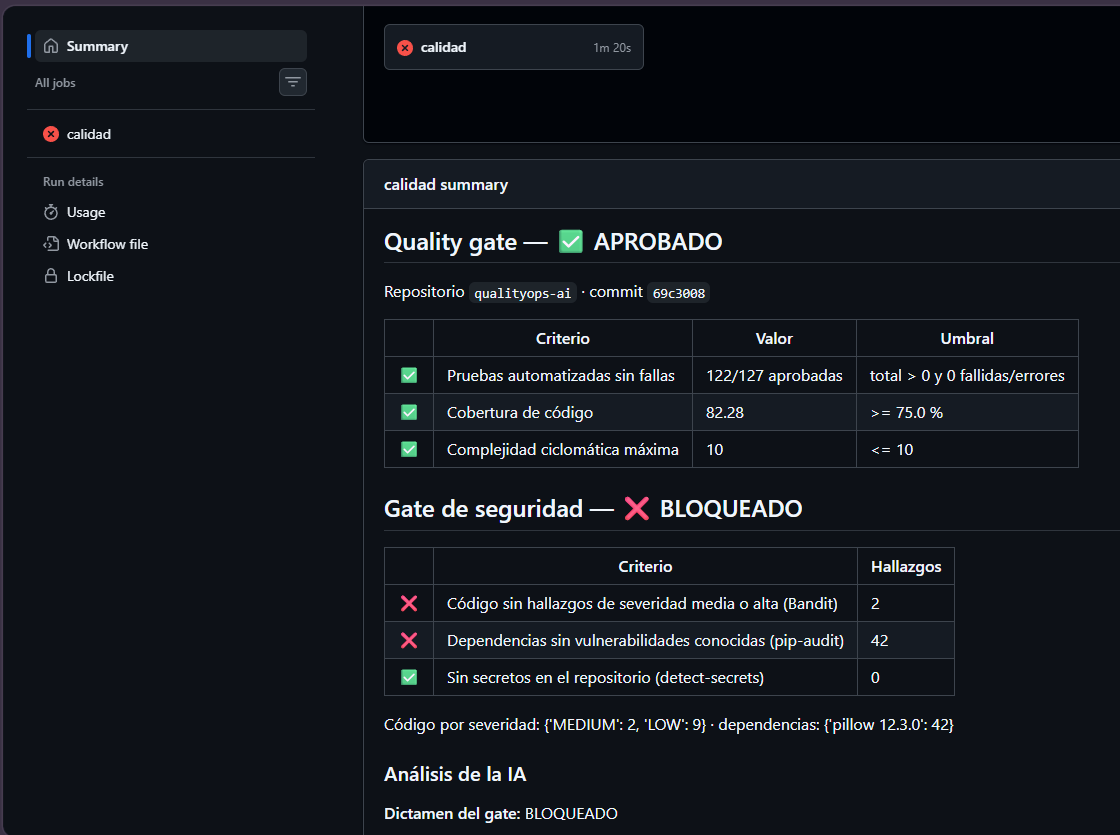 Summary
All jobs
calidad
Run details
Usage
Workflow file
Lockfile
calidad 1m 20s
calidad summary
Quality gate — ✅ APROBADO
Repositorio qualityops-ai · commit 69c3008
Criterio Valor Umbral
✅ Pruebas automatizadas sin fallas 122/127 aprobadas total > 0 y 0 fallidas/errores
✅ Cobertura de código 82.28 >= 75.0 %
✅ Complejidad ciclomática máxima 10 <= 10
Gate de seguridad — ❌ BLOQUEADO
Criterio Hallazgos
❌ Código sin hallazgos de severidad media o alta (Bandit) 2
❌ Dependencias sin vulnerabilidades conocidas (pip-audit) 42
✅ Sin secretos en el repositorio (detect-secrets) 0
Código por severidad: {'MEDIUM': 2, 'LOW': 9} · dependencias: {'pillow 12.3.0': 42}
Análisis de la IA
Dictamen del gate: BLOQUEADO